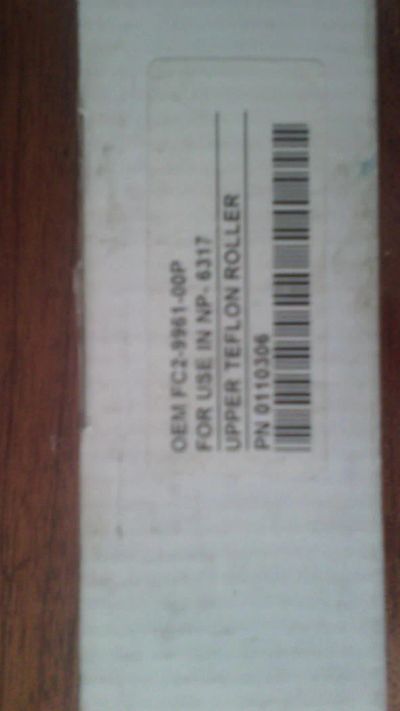 OEM FC2-9961-00P
FOR USE IN NP- 6317
UPPER TEFLON ROLLER
PN 0110306